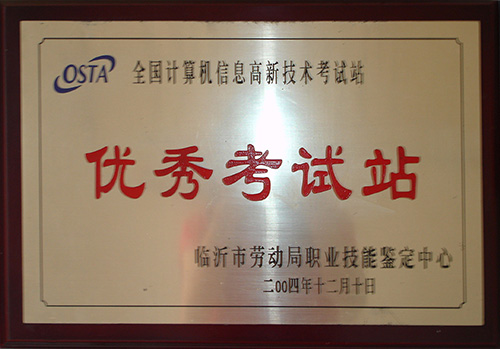 OSTA 全国计算机信息高新技术考试站
优秀考试站
临沂市劳动局职业技能鉴定中心
二00四年十二月十日